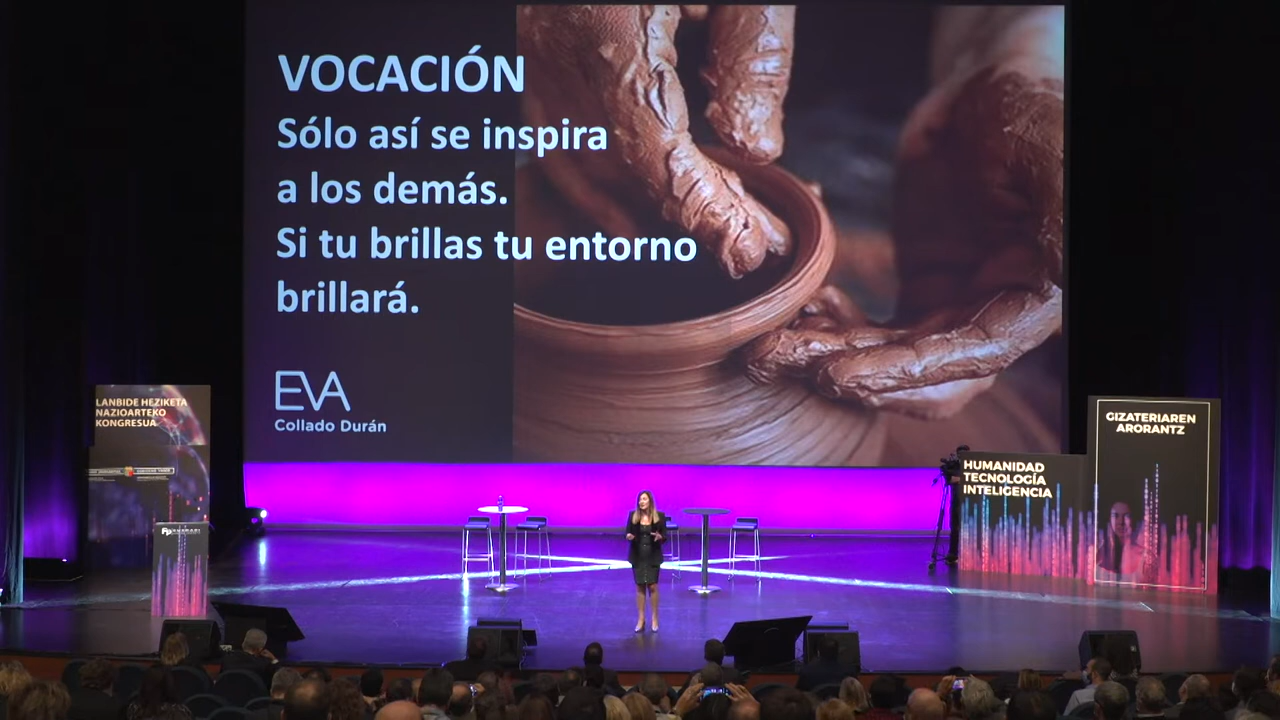 VOCACIÓN
Sólo así se inspira
a los demás.
Si tu brillas tu entorno
brillará.
EVA
Collado Durán
LANBIDE HEZIKETA
NAZIOARTEKO
KONGRESUA
HUMANIDAD
TECNOLOGÍA
INTELIGENCIA
GIZATERIAREN
ARORANTZ